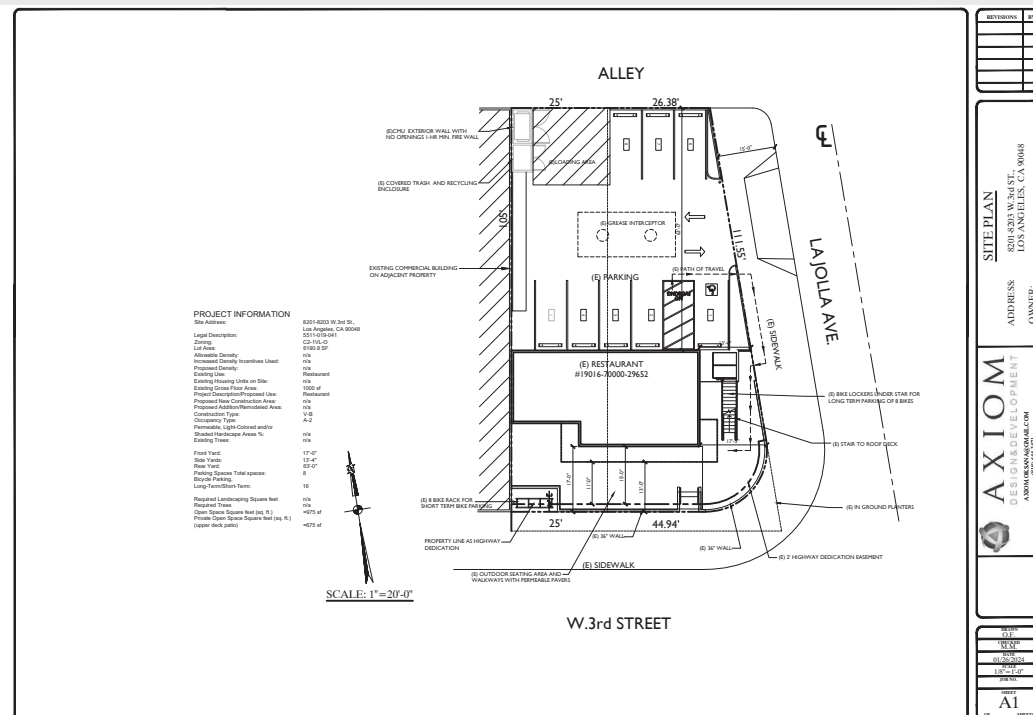 ALLEY
25'
26.38'
(E)CMU EXTERIOR WALL WITH
NO OPENINGS 1-HR MIN. FIRE WALL
(E)LOADING AREA
(E) COVERED TRASH AND RECYCLING
ENCLOSURE
15'-0"
105'
(E) GREASE INTERCEPTOR
111.55'
EXISTING COMMERCIAL BUILDING
ON ADJACENT PROPERTY
(E) PARKING
(E) PATH OF TRAVEL
LA JOLLA AVE.
(E) SIDEWALK
PROJECT INFORMATION
Site Address: 8201-8203 W.3rd St.,
Los Angeles, CA 90048
Legal Description: 5511-019-041
Zoning: C2-1VL-O
Lot Area: 6190.8 SF
Allowable Density: n/a
Increased Density Incentives Used: n/a
Proposed Density: n/a
Existing Use: Restaurant
Existing Housing Units on Site: n/a
Existing Gross Floor Area: 1000 sf
Project Description/Proposed Use: Restaurant
Proposed New Construction Area: n/a
Proposed Addition/Remodeled Area: n/a
Construction Type: V-B
Occupancy Type: A-2
Permeable, Light-Colored and/or
Shaded Hardscape Areas %: n/a
Existing Trees: n/a
Front Yard: 17'-0"
Side Yards: 13'-4"
Rear Yard: 63'-0"
Parking Spaces Total spaces: 8
Bicycle Parking,
Long-Term/Short-Term: 16
Required Landscaping Square feet n/a
Required Trees n/a
Open Space Square feet (sq. ft.) =975 sf
Private Open Space Square feet (sq. ft.)
(upper deck patio) =675 sf
(E) RESTAURANT
#19016-70000-29652
(E) BIKE LOCKERS UNDER STAR FOR
LONG TERM PARKING OF 8 BIKES
(E) STAIR TO ROOF DECK
17'-0"
11'-0"
15'-0"
13'-0"
(E) 8 BIKE RACK FOR
SHORT TERM BIKE PARKING
(E) IN GROUND PLANTERS
25'
44.94'
(E) 36" WALL
PROPERTY LINE AS HIGHWAY
DEDICATION
(E) 36" WALL
(E) 2' HIGHWAY DEDICATION EASEMENT
(E) SIDEWALK
(E) OUTDOOR SEATING AREA AND
WALKWAYS WITH PERMEABLE PAVERS
SCALE: 1"=20'-0"
W.3rd STREET
REVISIONS
SITE PLAN
ADDRESS: 8201-8203 W.3rd ST.,
LOS ANGELES, CA 90048
OWNER:
AXIOM
DESIGN&DEVELOPMENT
DRAWN
O.F.
CHECKED
M.M.
DATE
01/26/2024
SCALE
1/8"=1'-0"
JOB NO.
SHEET
A1